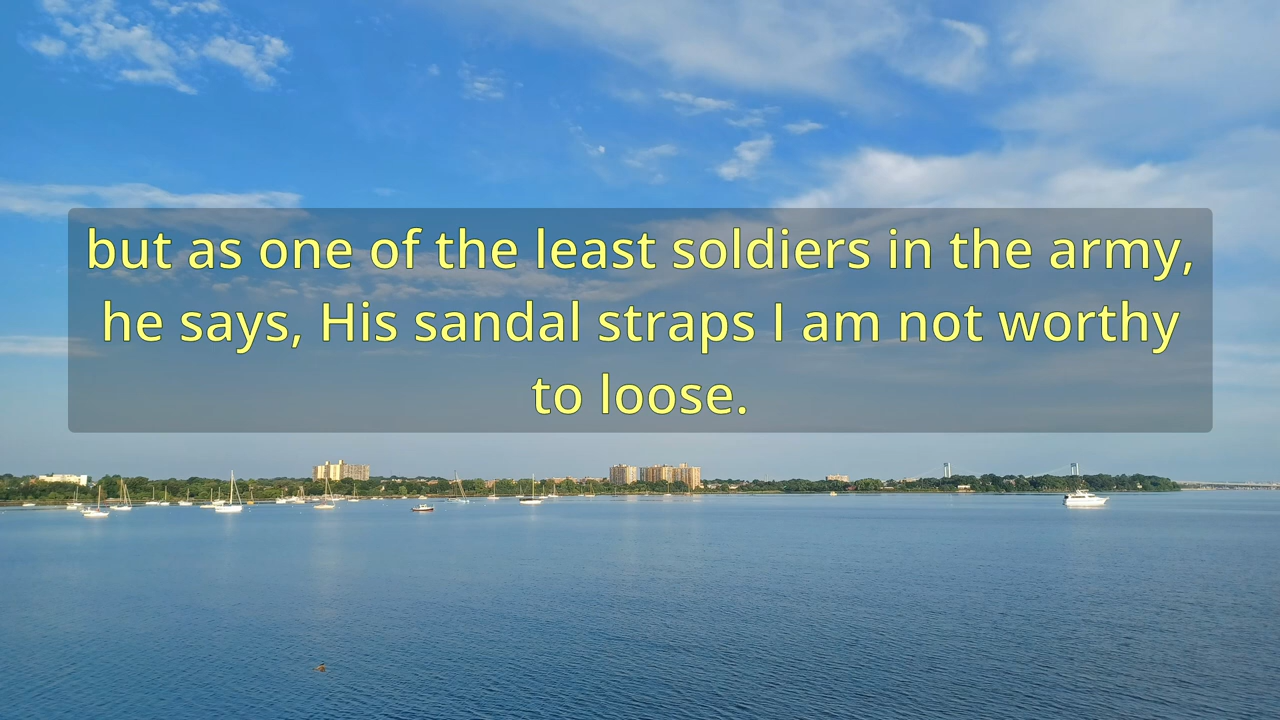 but as one of the least soldiers in the army,
he says, His sandal straps I am not worthy
to loose.